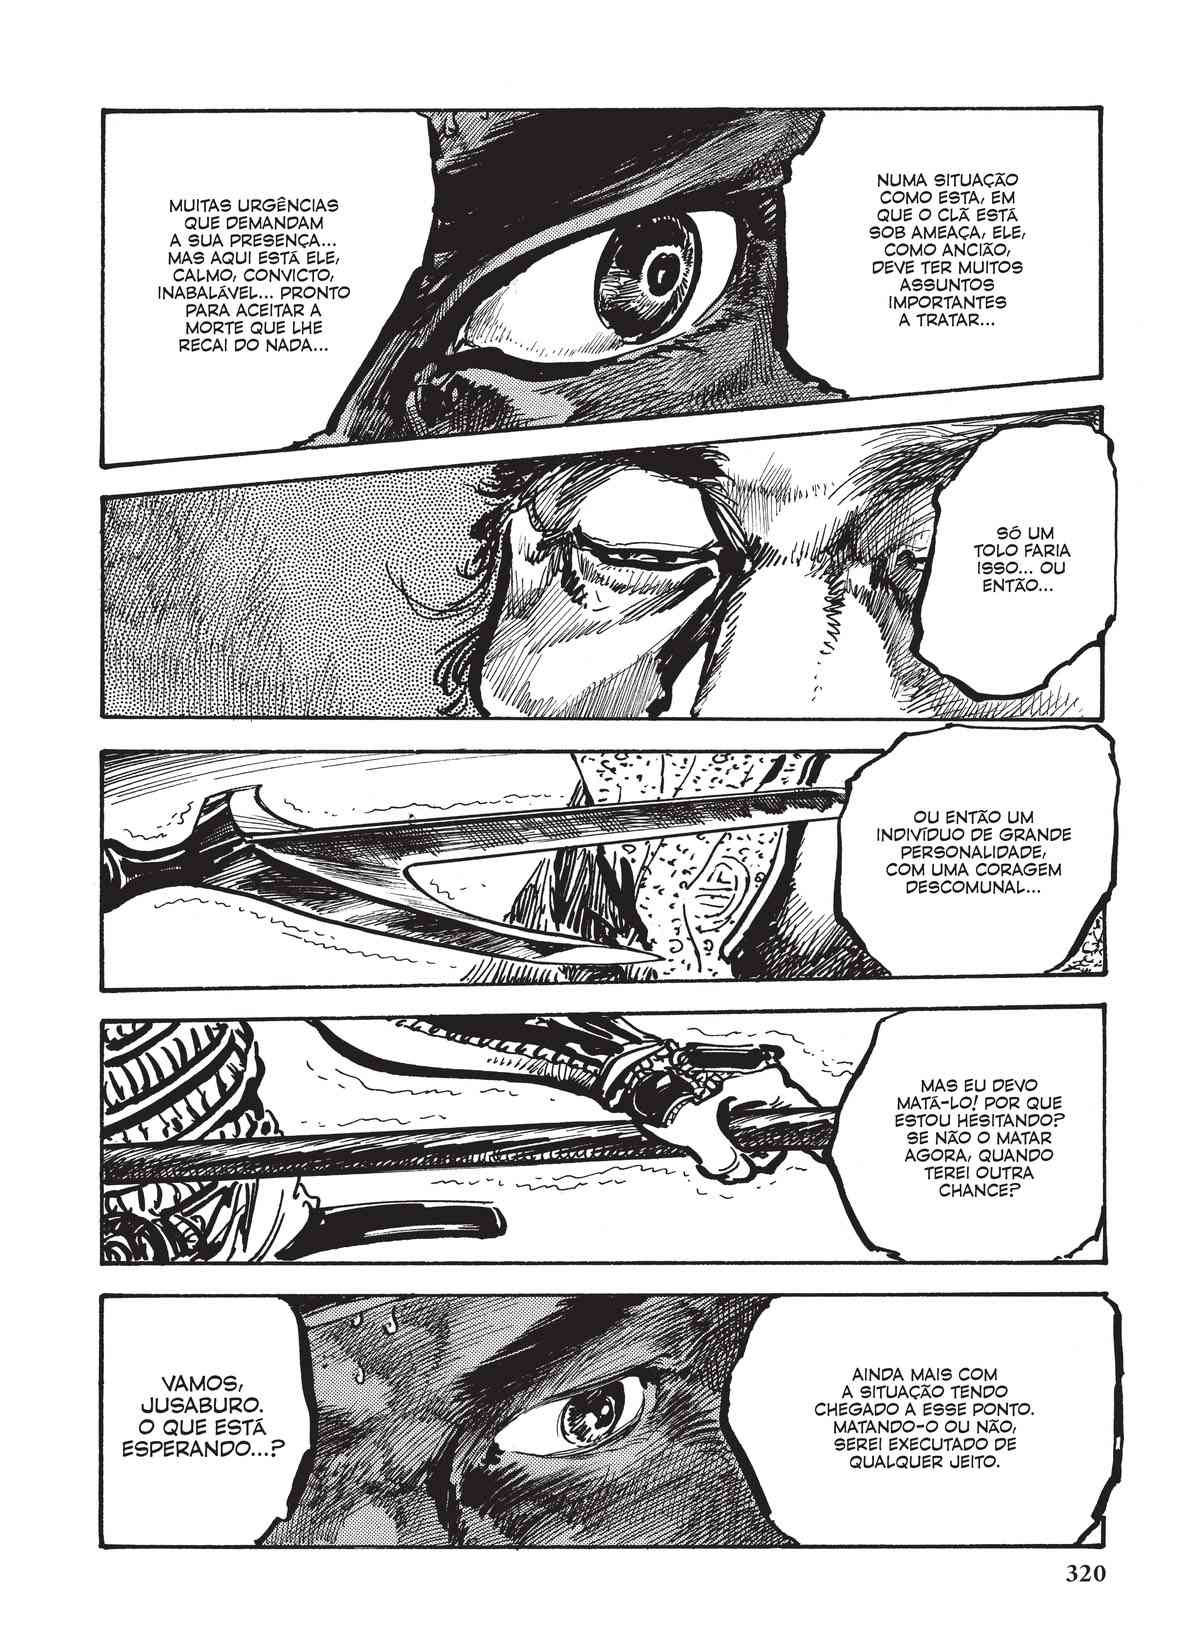 NUMA SITUAÇÃO
COMO ESTA, EM
QUE O CLÃ ESTÁ
SOB AMEAÇA, ELE,
COMO ANCIÃO,
DEVE TER MUITOS
ASSUNTOS
IMPORTANTES
A TRATAR...
MUITAS URGÊNCIAS
QUE DEMANDAM
A SUA PRESENÇA...
MAS AQUI ESTÁ ELE,
CALMO, CONVICTO,
INABALÁVEL... PRONTO
PARA ACEITAR A
MORTE QUE LHE
RECAI DO NADA...
SÓ UM
TOLO FARIA
ISSO... OU
ENTÃO...
OU ENTÃO UM
INDIVÍDUO DE GRANDE
PERSONALIDADE,
COM UMA CORAGEM
DESCOMUNAL...
MAS EU DEVO
MATÁ-LO! POR QUE
ESTOU HESITANDO?
SE NÃO O MATAR
AGORA, QUANDO
TEREI OUTRA
CHANCE?
AINDA MAIS COM
A SITUAÇÃO TENDO
CHEGADO A ESSE PONTO.
MATANDO-O OU NÃO,
SEREI EXECUTADO DE
QUALQUER JEITO.
VAMOS,
JUSABURO.
O QUE ESTÁ
ESPERANDO...?
320